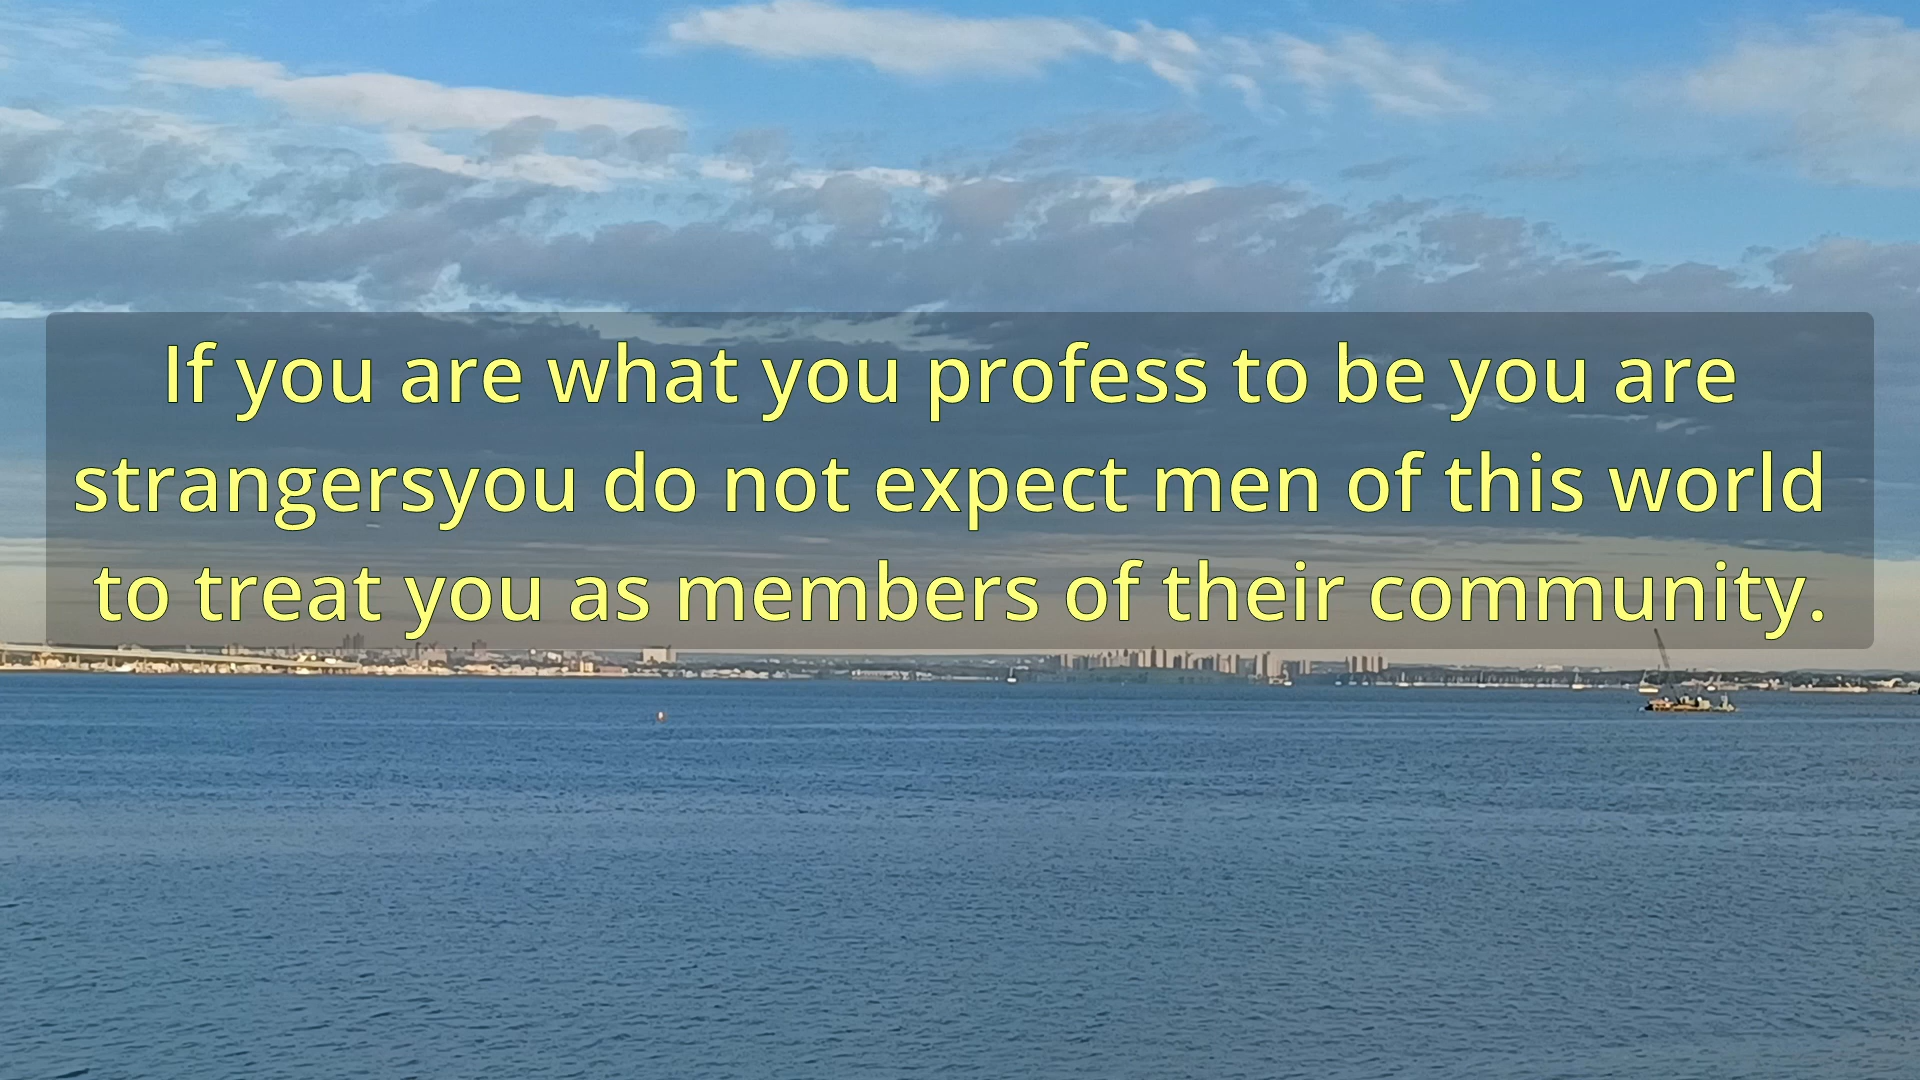 If you are what you profess to be you are
strangersyou do not expect men of this world
to treat you as members of their community.